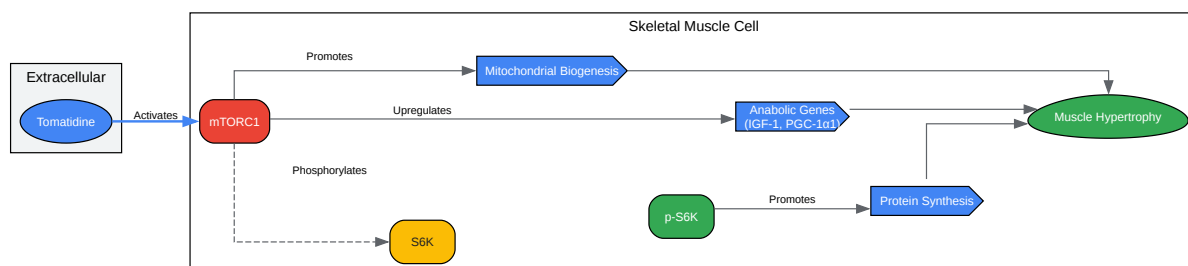 Skeletal Muscle Cell
Extracellular
Promotes
Mitochondrial Biogenesis
Tomatidine
Activates
mTORC1
Upregulates
Anabolic Genes
(IGF-1, PGC-1α1)
Muscle Hypertrophy
Phosphorylates
p-S6K
Promotes
Protein Synthesis
S6K